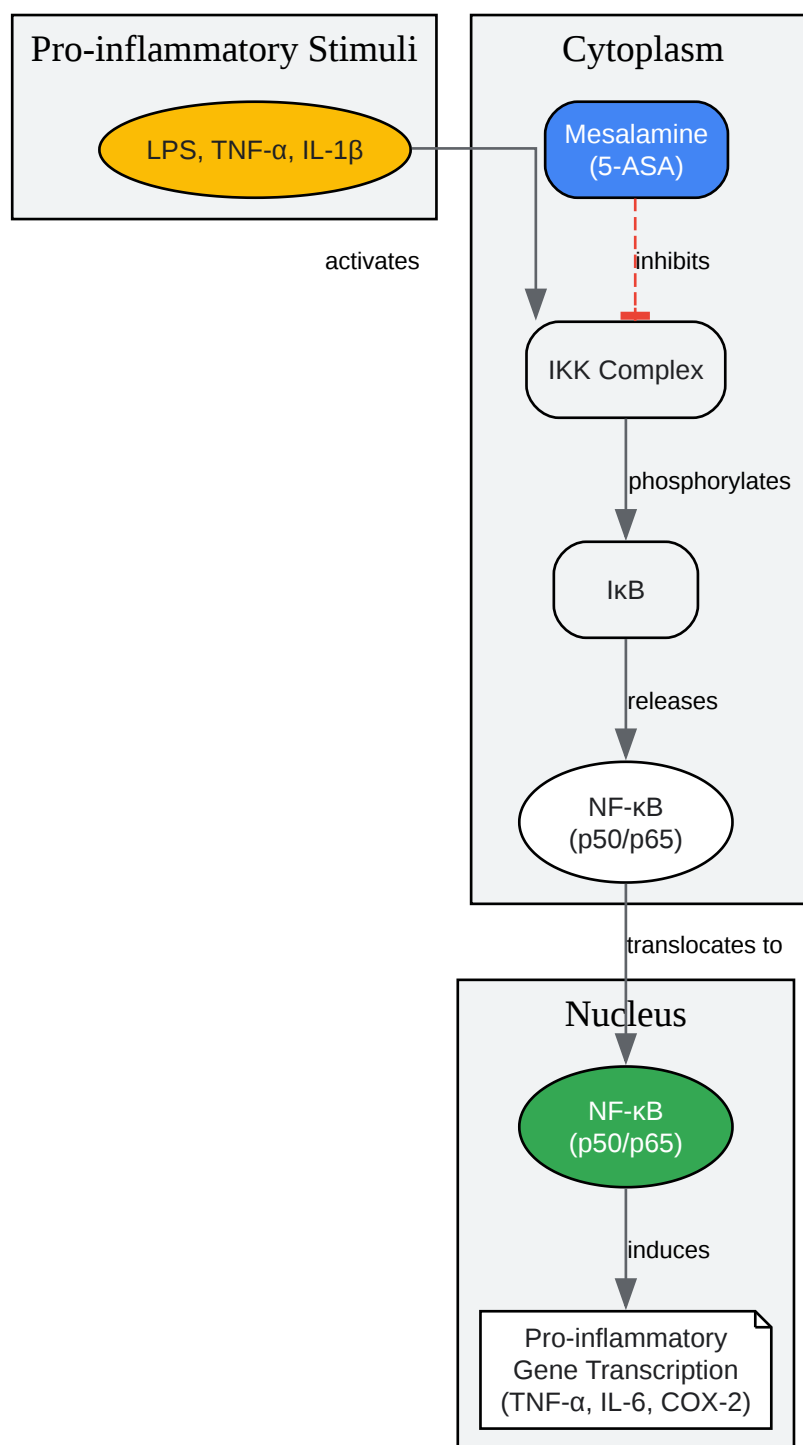 Pro-inflammatory Stimuli
LPS, TNF-α, IL-1β
activates
Cytoplasm
Mesalamine
(5-ASA)
inhibits
IKK Complex
phosphorylates
IκB
releases
NF-κB
(p50/p65)
translocates to
Nucleus
NF-κB
(p50/p65)
induces
Pro-inflammatory
Gene Transcription
(TNF-α, IL-6, COX-2)